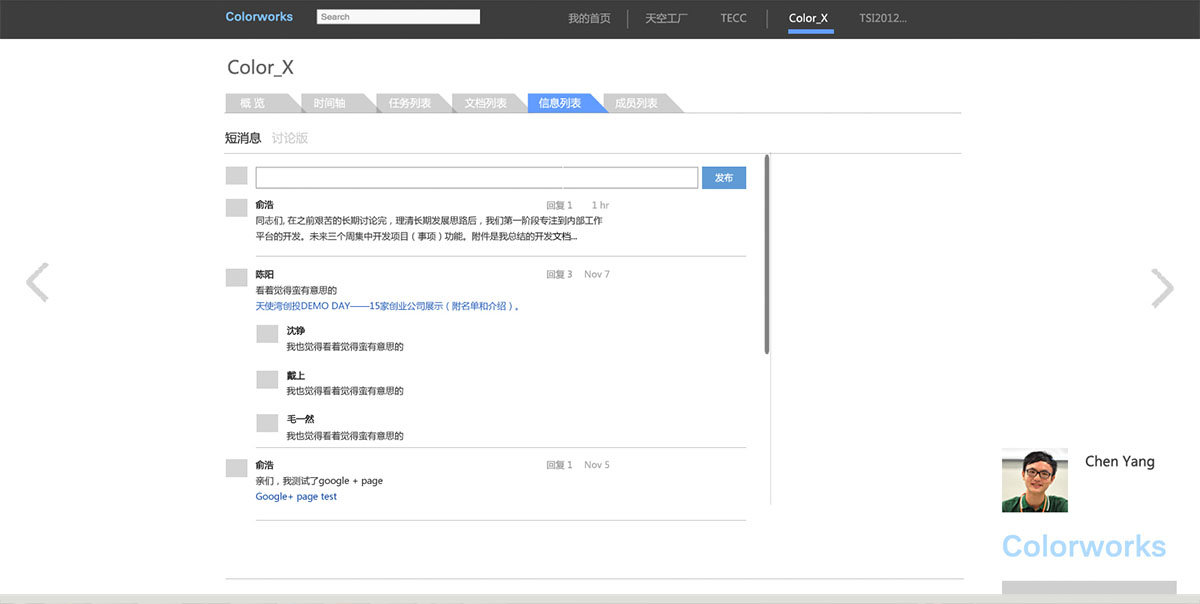 Colorworks
Search
我的首页
天空工厂
TECC
Color_X
TSI2012...
Color_X
概 览
时间轴
任务列表
文档列表
信息列表
成员列表
短消息 讨论版
发布
俞浩 回复 1 1 hr
同志们, 在之前艰苦的长期讨论完，理清长期发展思路后，我们第一阶段专注到内部工作
平台的开发。未来三个周集中开发项目（事项）功能。附件是我总结的开发文档...
陈阳 回复 3 Nov 7
看着觉得蛮有意思的
天使湾创投DEMO DAY——15家创业公司展示（附名单和介绍）。
沈铮
我也觉得看着觉得蛮有意思的
戴上
我也觉得看着觉得蛮有意思的
毛一然
我也觉得看着觉得蛮有意思的
俞浩 回复 1 Nov 5
亲们，我测试了google + page
Google+ page test
Chen Yang
Colorworks